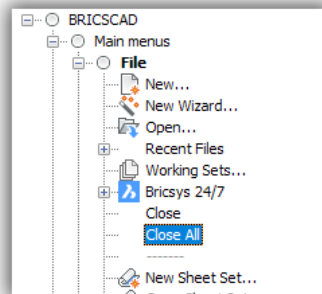 BRICSCAD
Main menus
File
New...
New Wizard...
Open...
Recent Files
Working Sets...
Bricsys 24/7
Close
Close All
-------
New Sheet Set...